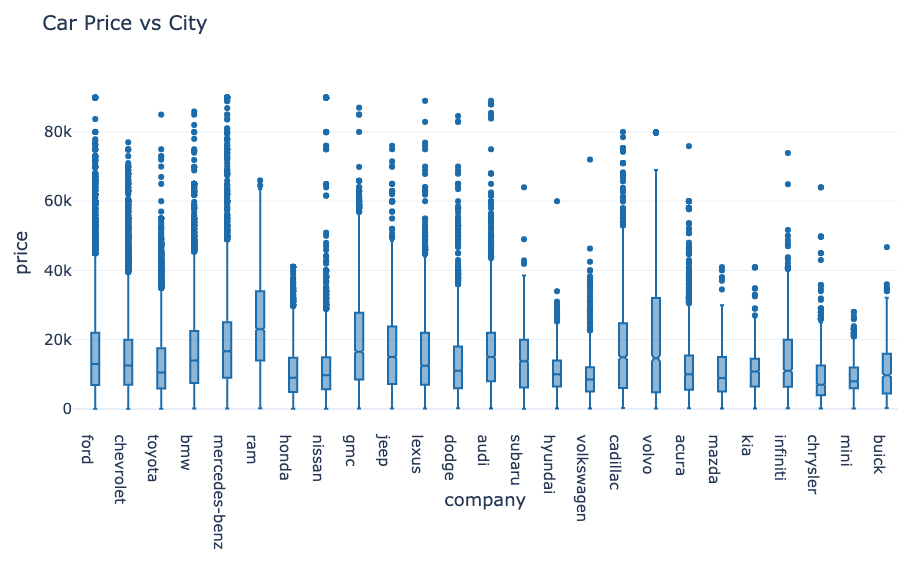 Car Price vs City
price
80k
60k
40k
20k
0
ford
chevrolet
toyota
bmw
mercedes-benz
ram
honda
nissan
gmc
jeep
lexus
dodge
audi
subaru
hyundai
volkswagen
cadillac
volvo
acura
mazda
kia
infiniti
chrysler
mini
buick
company